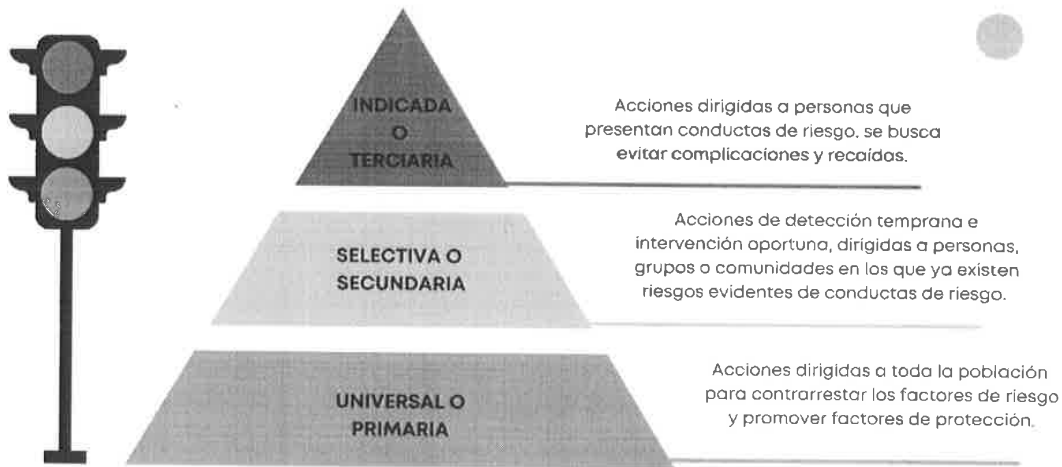 INDICADA
O
TERCIARIA
Acciones dirigidas a personas que
presentan conductas de riesgo, se busca
evitar complicaciones y recaídas.
SELECTIVA O
SECUNDARIA
Acciones de detección temprana e
intervención oportuna, dirigidas a personas,
grupos o comunidades en los que ya existen
riesgos evidentes de conductas de riesgo.
UNIVERSAL O
PRIMARIA
Acciones dirigidas a toda la población
para contrarrestar los factores de riesgo
y promover factores de protección.